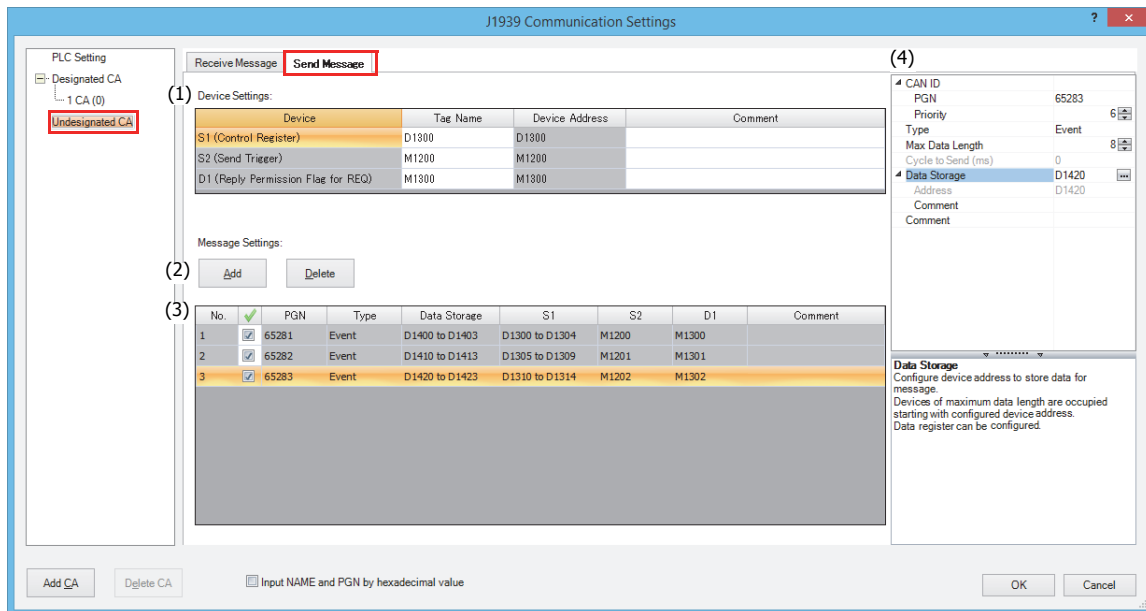 J1939 Communication Settings
?
×
PLC Setting
Designated CA
1 CA (0)
Undesignated CA
Receive Message Send Message
(1) Device Settings:
Device Tag Name Device Address Comment
S1 (Control Register) D1300 D1300
S2 (Send Trigger) M1200 M1200
D1 (Reply Permission Flag for REQ) M1300 M1300
Message Settings:
(2) Add Delete
(3) No. PGN Type Data Storage S1 S2 D1 Comment
1 65281 Event D1400 to D1403 D1300 to D1304 M1200 M1300
2 65282 Event D1410 to D1413 D1305 to D1309 M1201 M1301
3 65283 Event D1420 to D1423 D1310 to D1314 M1202 M1302
(4)
CAN ID
PGN 65283
Priority 6
Type Event
Max Data Length 8
Cycle to Send (ms) 0
Data Storage D1420 ...
Address D1420
Comment
Comment
Data Storage
Configure device address to store data for
message.
Devices of maximum data length are occupied
starting with configured device address.
Data register can be configured.
Add CA Delete CA Input NAME and PGN by hexadecimal value OK Cancel